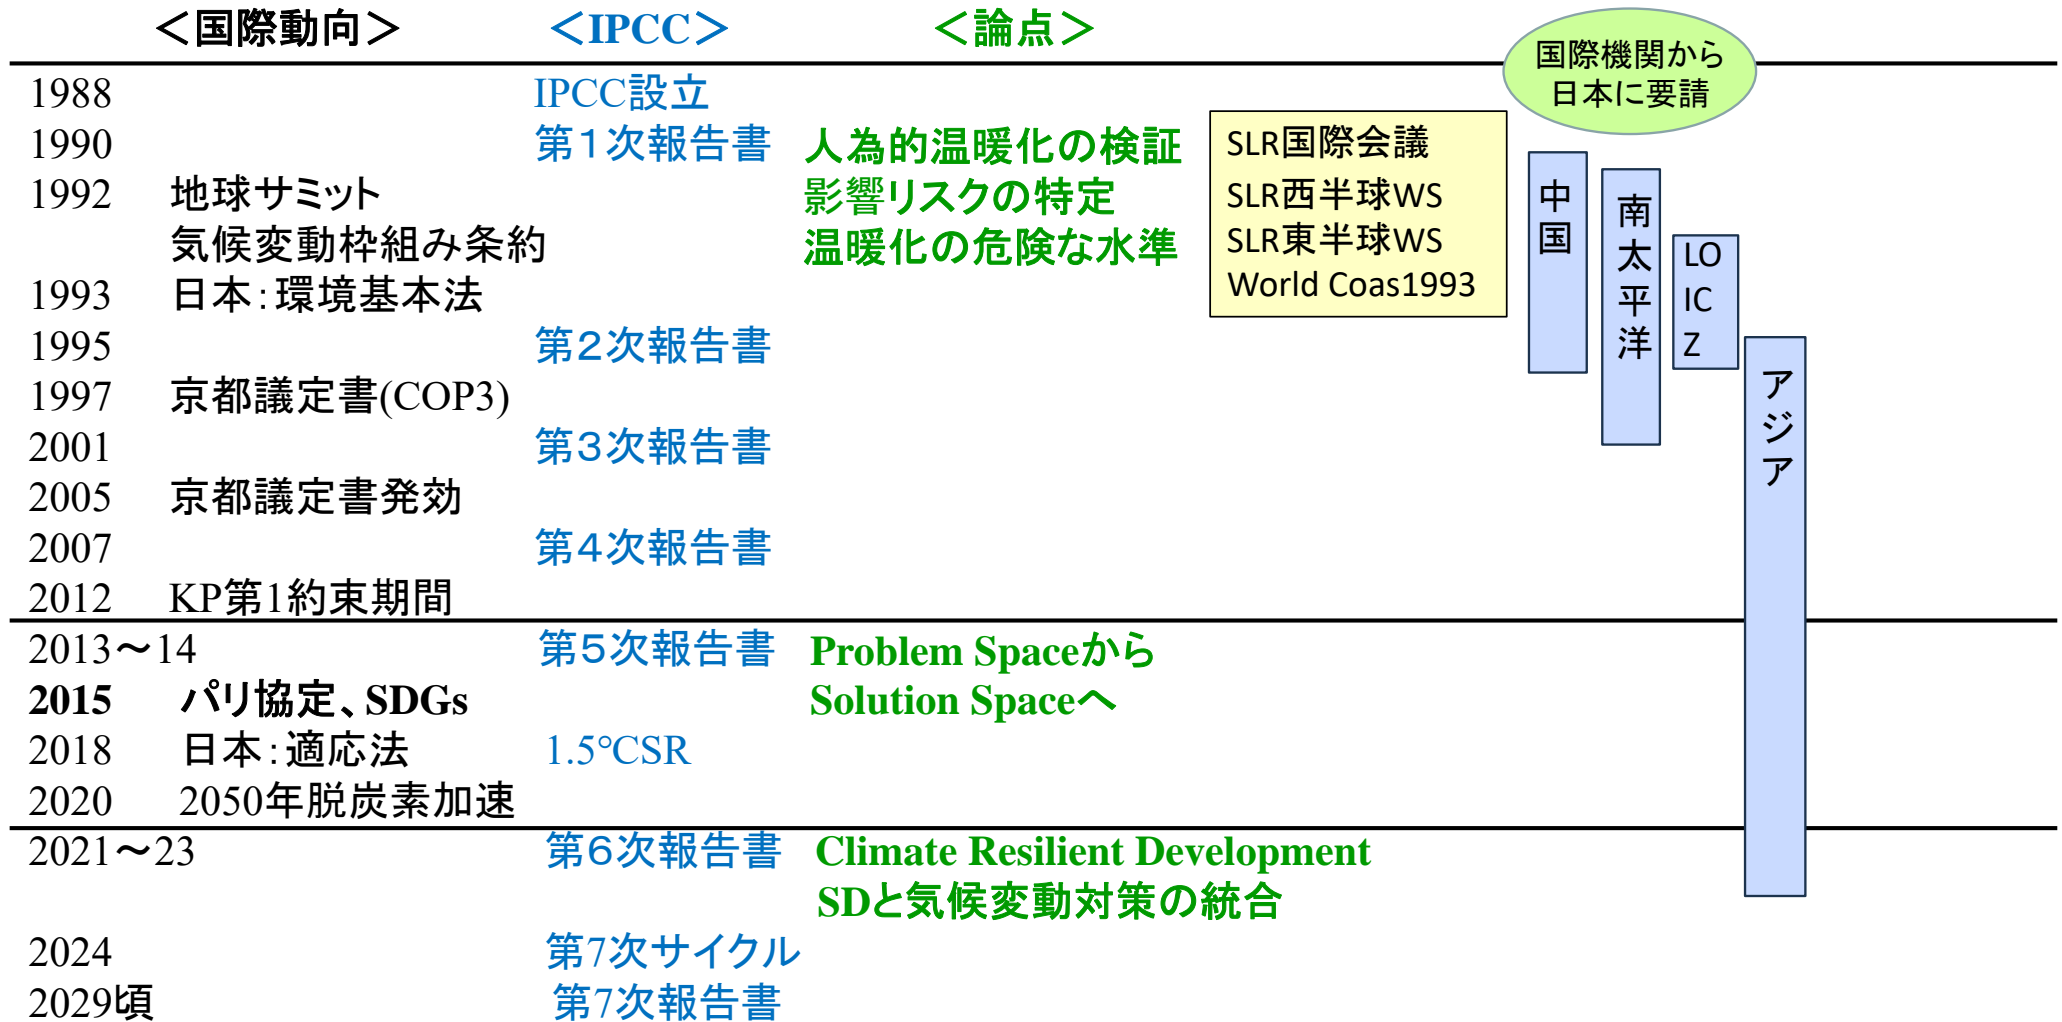 ＜国際動向＞ ＜IPCC＞ ＜論点＞
国際機関から
日本に要請
1988 IPCC設立
1990 第１次報告書 人為的温暖化の検証
1992 地球サミット 影響リスクの特定
気候変動枠組み条約 温暖化の危険な水準
1993 日本：環境基本法
1995 第２次報告書
1997 京都議定書(COP3)
2001 第３次報告書
2005 京都議定書発効
2007 第４次報告書
2012 KP第1約束期間
2013～14 第５次報告書 Problem Spaceから
2015 パリ協定、SDGs Solution Spaceへ
2018 日本：適応法 1.5℃SR
2020 2050年脱炭素加速
2021～23 第６次報告書 Climate Resilient Development
SDと気候変動対策の統合
2024 第7次サイクル
2029頃 第7次報告書
SLR国際会議
SLR西半球WS
SLR東半球WS
World Coas1993
中国
南太平洋
LO
IC
Z
アジア